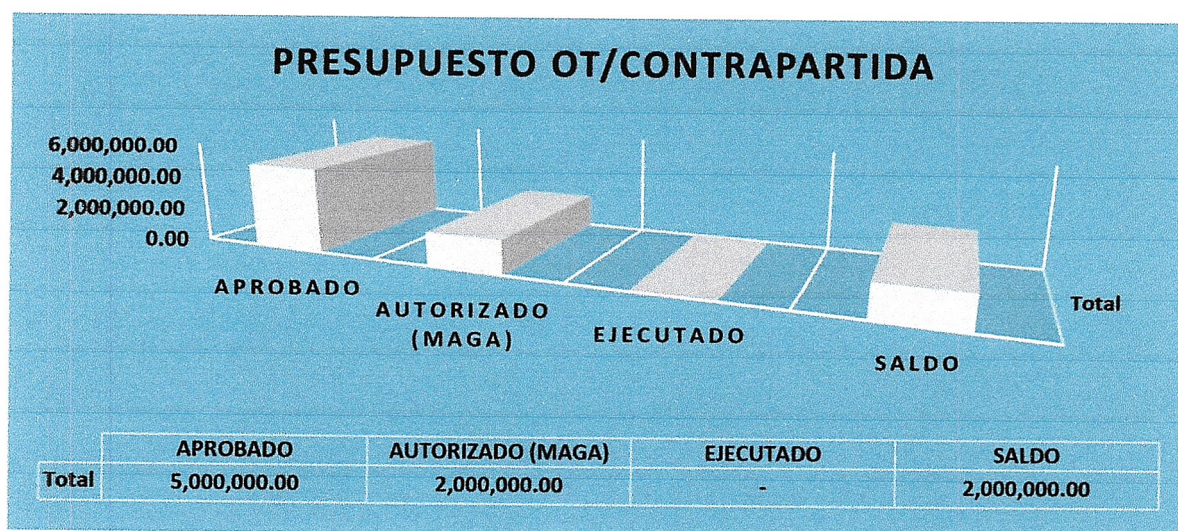 PRESUPUESTO OT/CONTRAPARTIDA
6,000,000.00
4,000,000.00
2,000,000.00
0.00
APROBADO
AUTORIZADO
(MAGA)
EJECUTADO
SALDO
Total
APROBADO AUTORIZADO (MAGA) EJECUTADO SALDO
Total 5,000,000.00 2,000,000.00 - 2,000,000.00